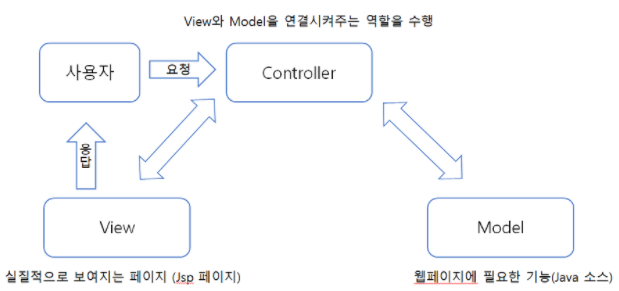 View와 Model을 연결시켜주는 역할을 수행
사용자
요청
Controller
응답
View
Model
실질적으로 보여지는 페이지 (Jsp 페이지)
웹페이지에 필요한 기능(Java 소스)